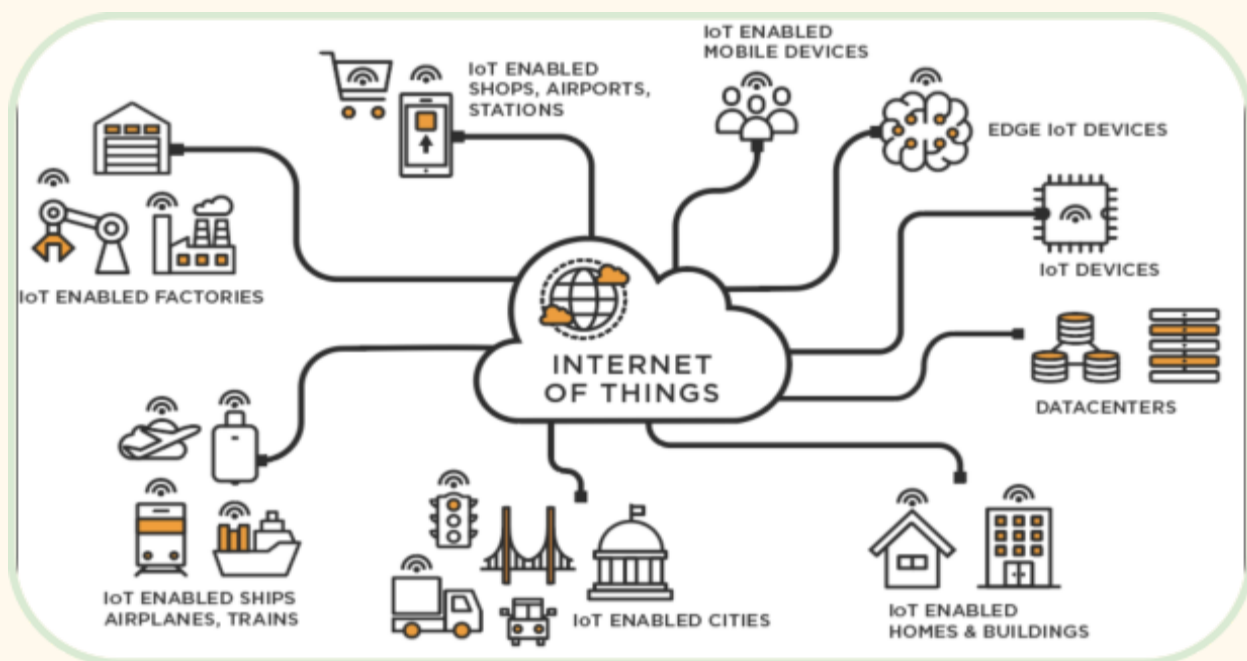 IoT ENABLED
MOBILE DEVICES
IoT ENABLED
SHOPS, AIRPORTS,
STATIONS
EDGE IoT DEVICES
IoT DEVICES
IoT ENABLED FACTORIES
INTERNET
OF THINGS
DATACENTERS
IoT ENABLED SHIPS
AIRPLANES, TRAINS
IoT ENABLED CITIES
IoT ENABLED
HOMES & BUILDINGS